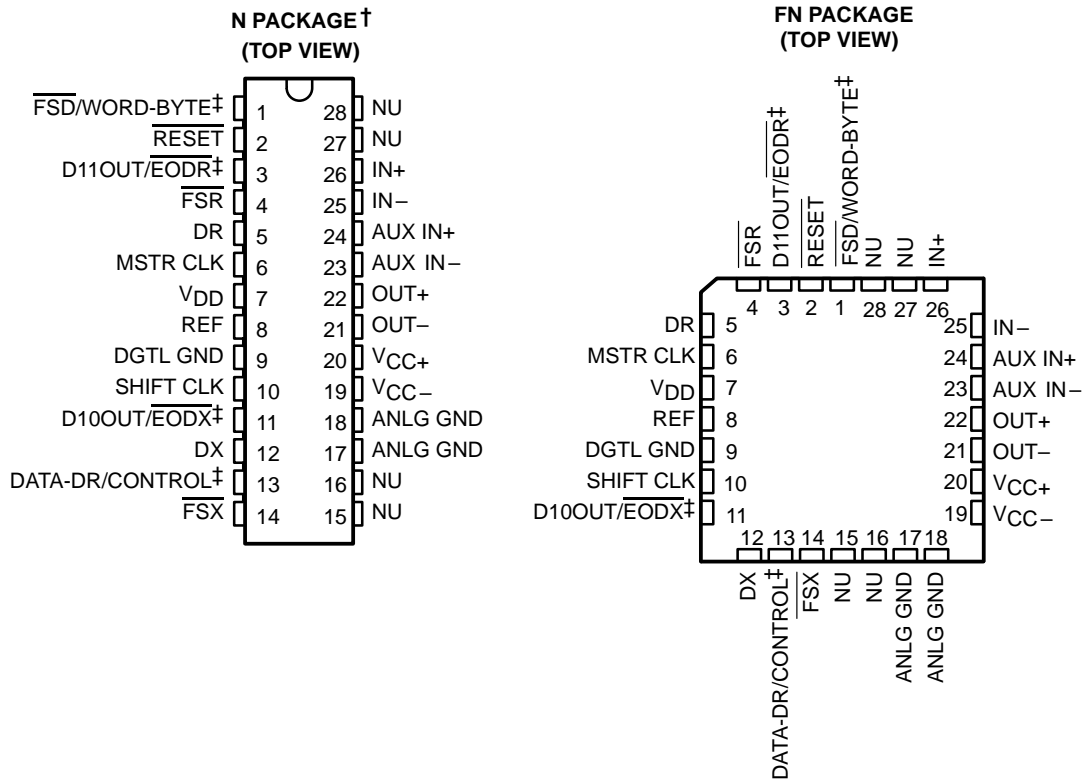 N PACKAGE†
(TOP VIEW)
FSD/WORD-BYTE‡ 1 28 NU
RESET 2 27 NU
D11OUT/EODR‡ 3 26 IN+
FSR 4 25 IN−
DR 5 24 AUX IN+
MSTR CLK 6 23 AUX IN−
VDD 7 22 OUT+
REF 8 21 OUT−
DGTL GND 9 20 VCC+
SHIFT CLK 10 19 VCC−
D10OUT/EODX‡ 11 18 ANLG GND
DX 12 17 ANLG GND
DATA-DR/CONTROL‡ 13 16 NU
FSX 14 15 NU
FN PACKAGE
(TOP VIEW)
FSR
D11OUT/EODR‡
RESET
FSD/WORD-BYTE‡
NU
NU
IN+
4 3 2 1 28 27 26
DR 5 25 IN−
MSTR CLK 6 24 AUX IN+
VDD 7 23 AUX IN−
REF 8 22 OUT+
DGTL GND 9 21 OUT−
SHIFT CLK 10 20 VCC+
D10OUT/EODX‡ 11 19 VCC−
12 13 14 15 16 17 18
DX
DATA-DR/CONTROL‡
FSX
NU
NU
ANLG GND
ANLG GND